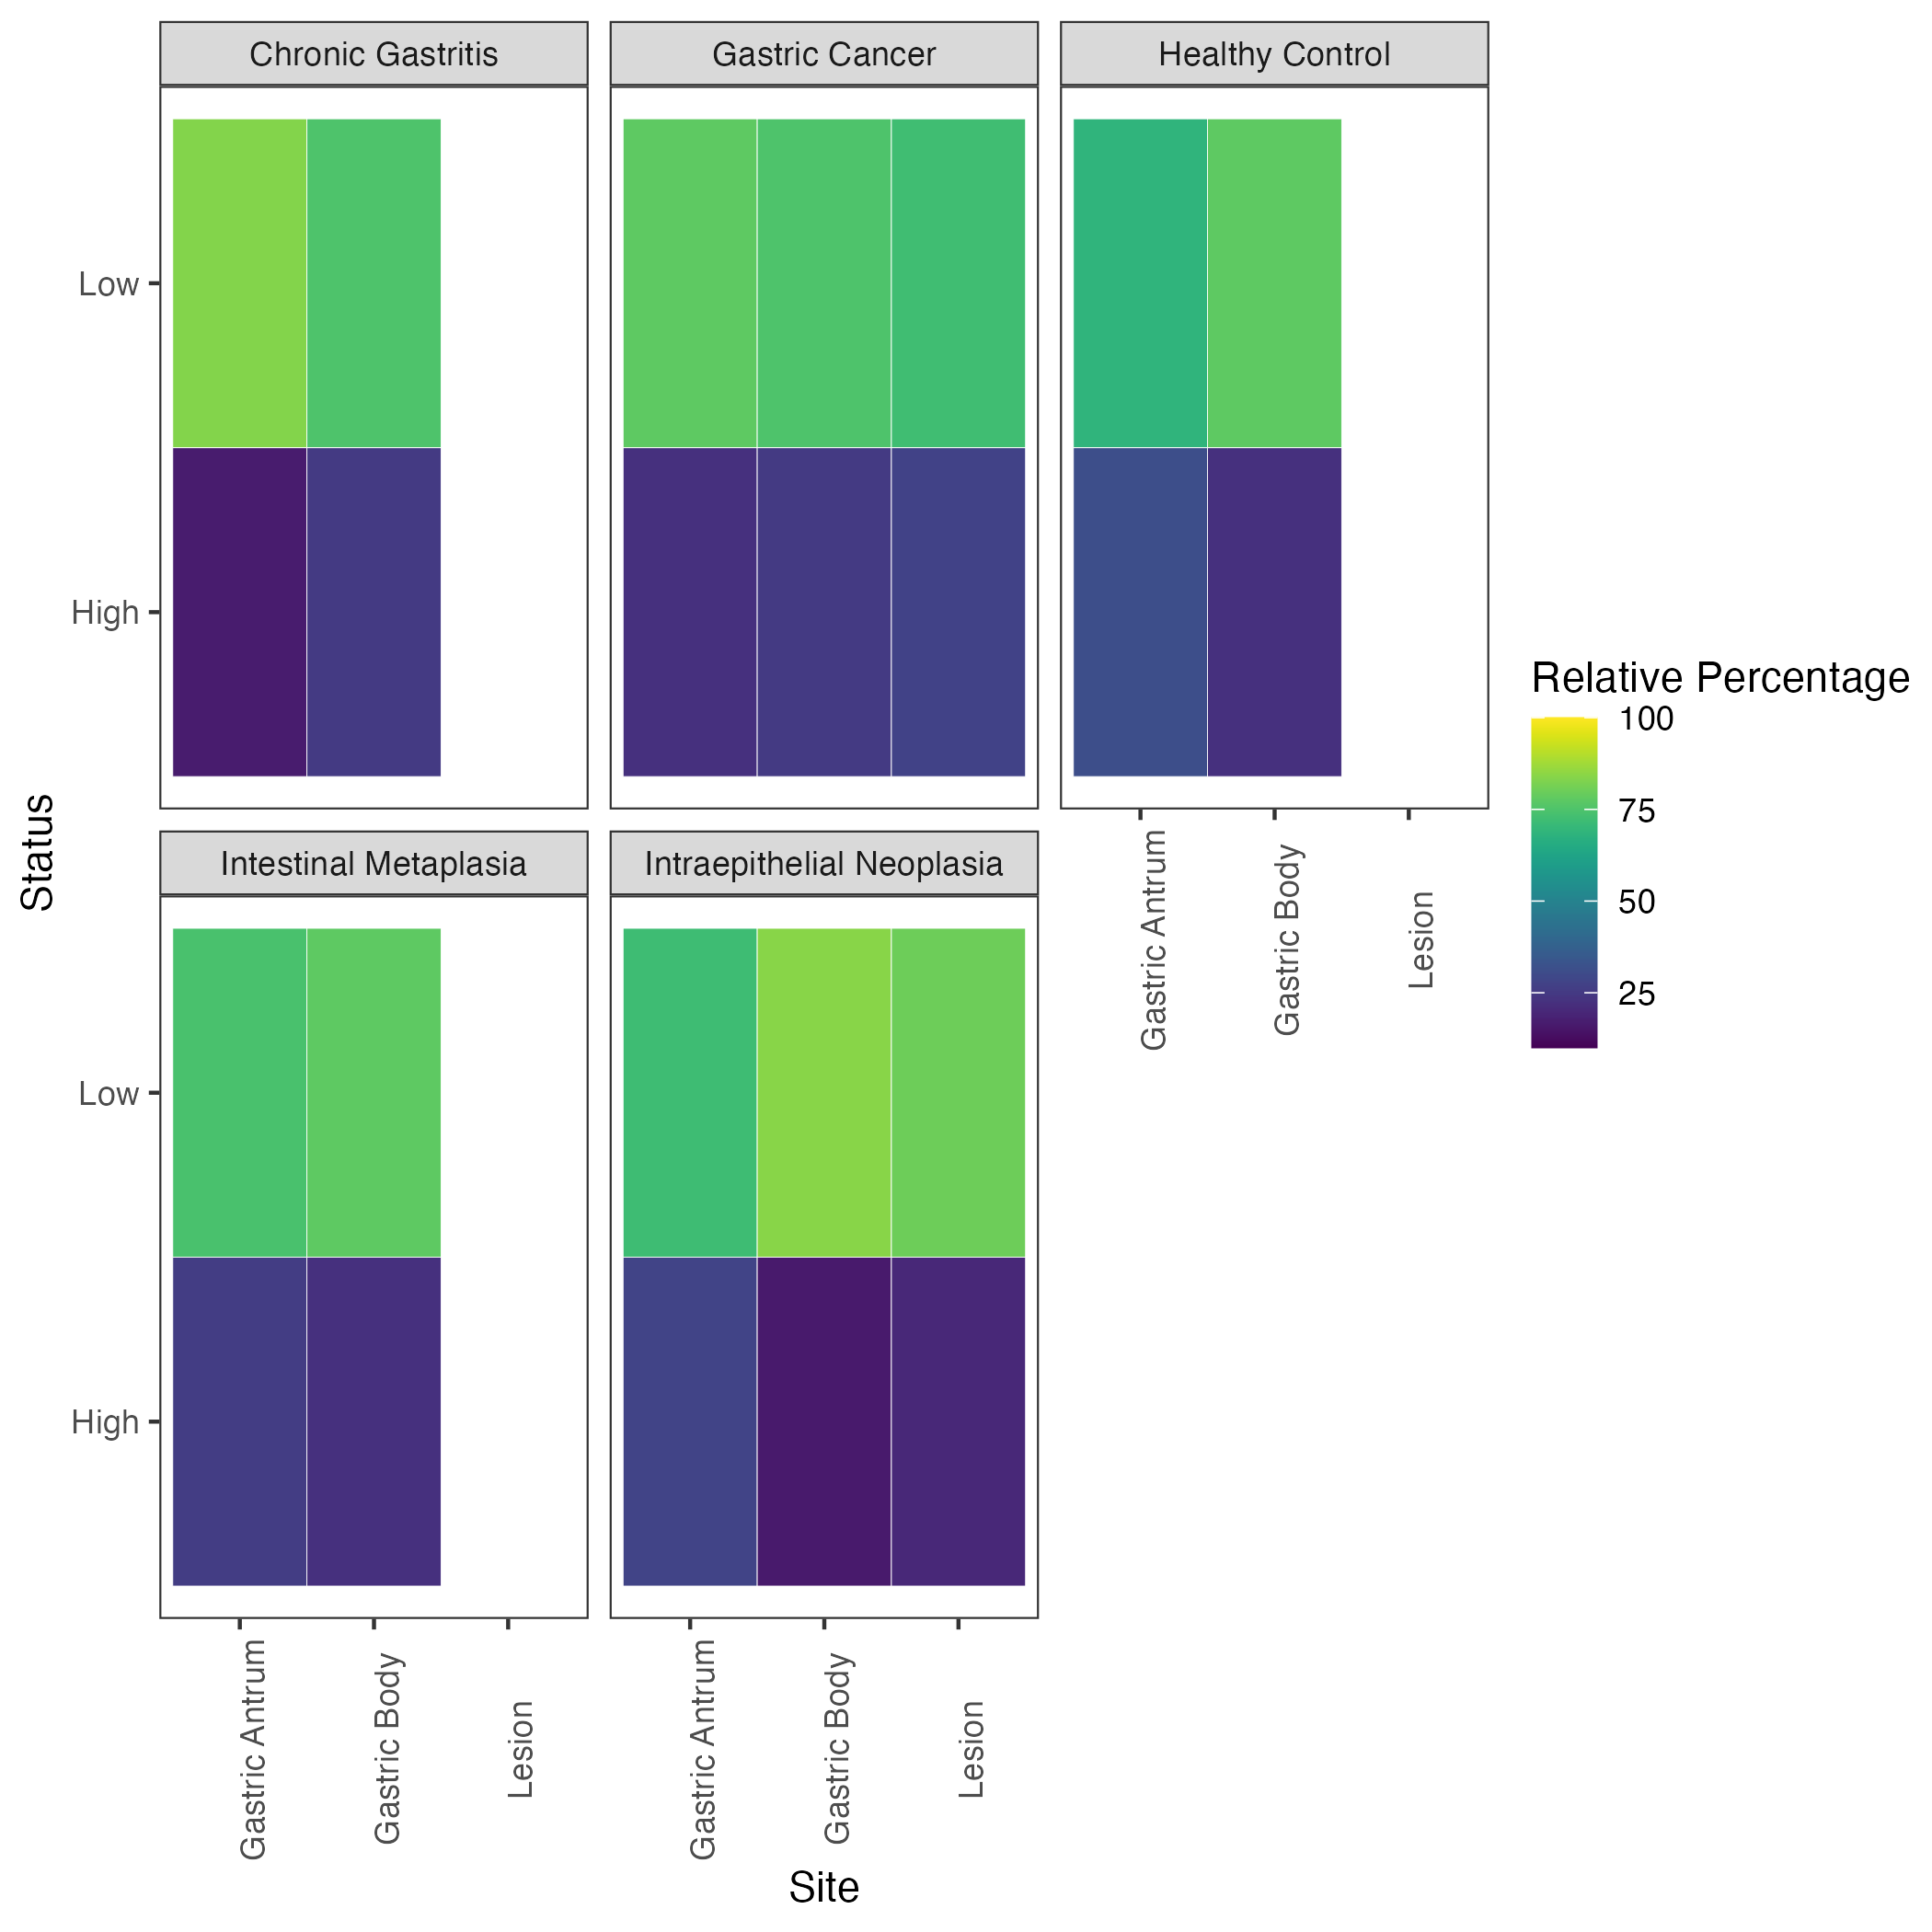 Chronic Gastritis
Gastric Cancer
Healthy Control
Low
High
Gastric Antrum
Gastric Body
Lesion
Status
Intestinal Metaplasia
Intraepithelial Neoplasia
Low
High
Gastric Antrum
Gastric Body
Lesion
Gastric Antrum
Gastric Body
Lesion
Site
Relative Percentage
100
75
50
25